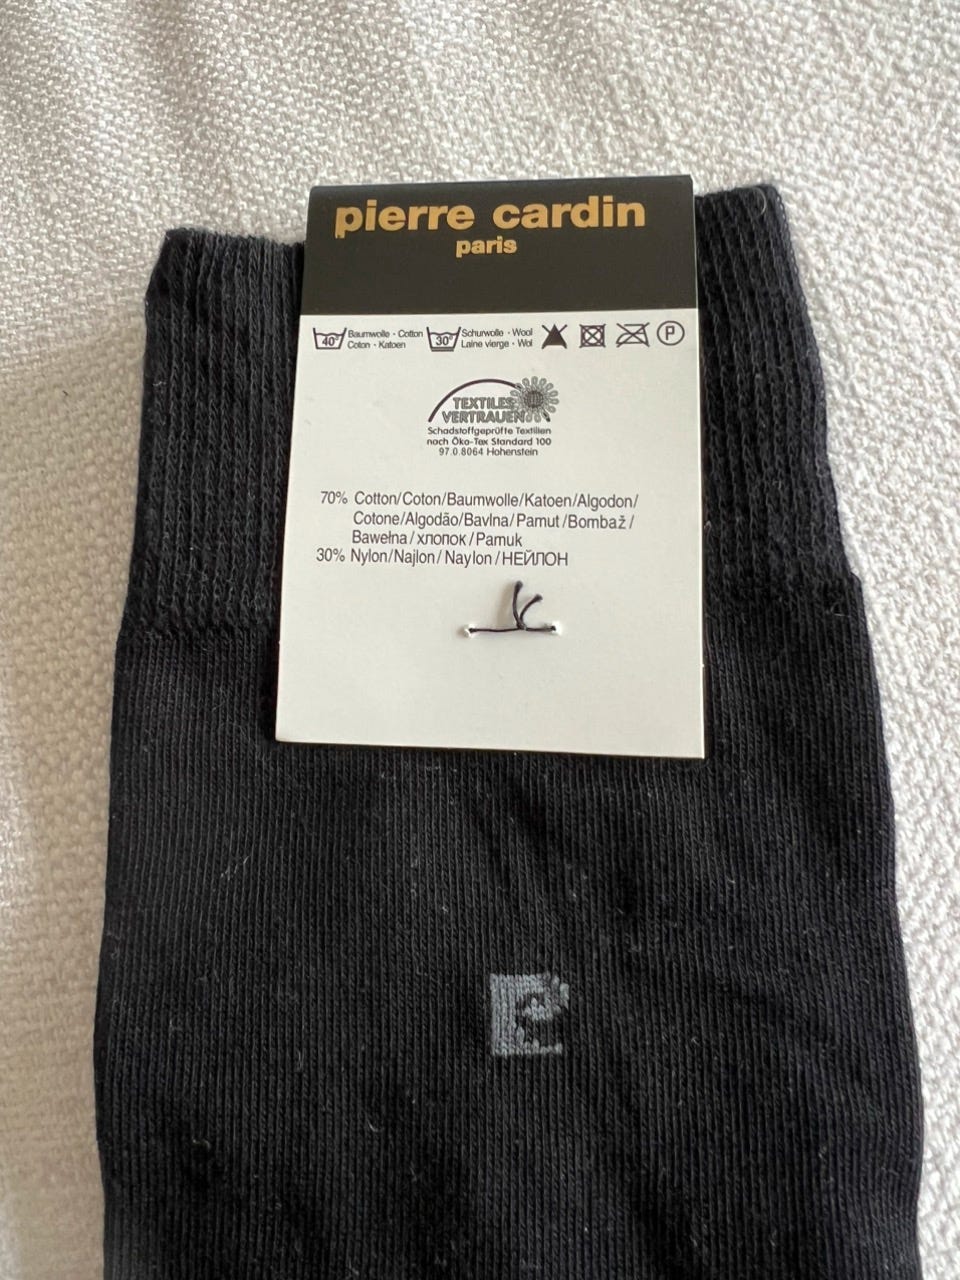 pierre cardin
paris
40° Baumwolle · Cotton
Coton · Katoen
30° Schurwolle · Wool
Laine vierge · Wol
P
TEXTILES
VERTRAUEN
Schadstoffgeprüfte Textilien
nach Öko-Tex Standard 100
97.0.8064 Hohenstein
70% Cotton/Coton/Baumwolle/Katoen/Algodon/
Cotone/Algodão/Bavlna/Pamut/Bombaž/
Bawełna/хлопок/Pamuk
30% Nylon/Najlon/Naylon/НЕЙЛОН